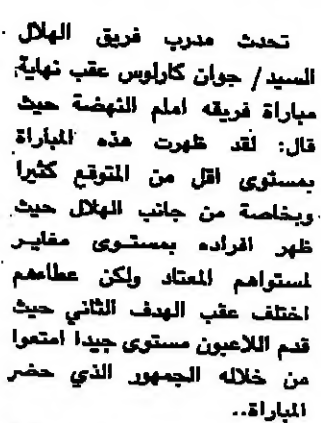 تحدث مدرب فريق الهلال
السيد/ جوان كارلوس عقب نهاية
مباراة فريقه امام النهضة حيث
قال: لقد ظهرت هذه المباراة
بمستوى اقل من المتوقع كثيرا
وبخاصة من جانب الهلال حيث
ظهر افراده بمستوى مغاير
لمستواهم المعتاد ولكن عطاءهم
اختلف عقب الهدف الثاني حيث
قدم اللاعبون مستوى جيدا امتعوا
من خلاله الجمهور الذي حضر
المباراة..